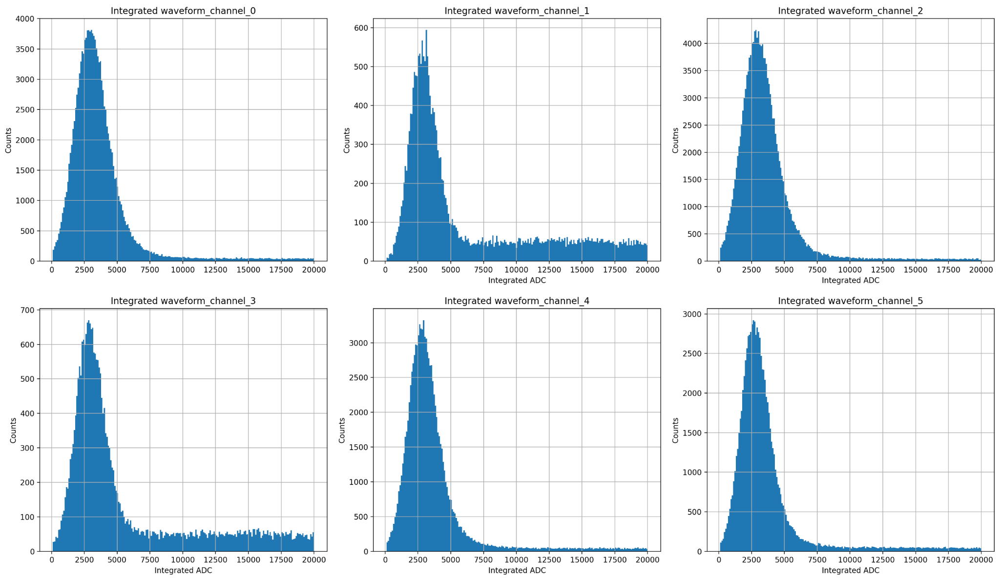 Integrated waveform_channel_0
4000
3500
3000
2500
2000
1500
1000
500
0
Counts
0 2500 5000 7500 10000 12500 15000 17500 20000
Integrated waveform_channel_1
600
500
400
300
200
100
0
Counts
0 2500 5000 7500 10000 12500 15000 17500 20000
Integrated ADC
Integrated waveform_channel_2
4000
3500
3000
2500
2000
1500
1000
500
0
Coutns
0 2500 5000 7500 10000 12500 15000 17500 20000
Integrated ADC
Integrated waveform_channel_3
700
600
500
400
300
200
100
0
Counts
0 2500 5000 7500 10000 12500 15000 17500 20000
Integrated ADC
Integrated waveform_channel_4
3000
2500
2000
1500
1000
500
0
Counts
0 2500 5000 7500 10000 12500 15000 17500 20000
Integrated ADC
Integrated waveform_channel_5
3000
2500
2000
1500
1000
500
0
Counts
0 2500 5000 7500 10000 12500 15000 17500 20000
Integrated ADC